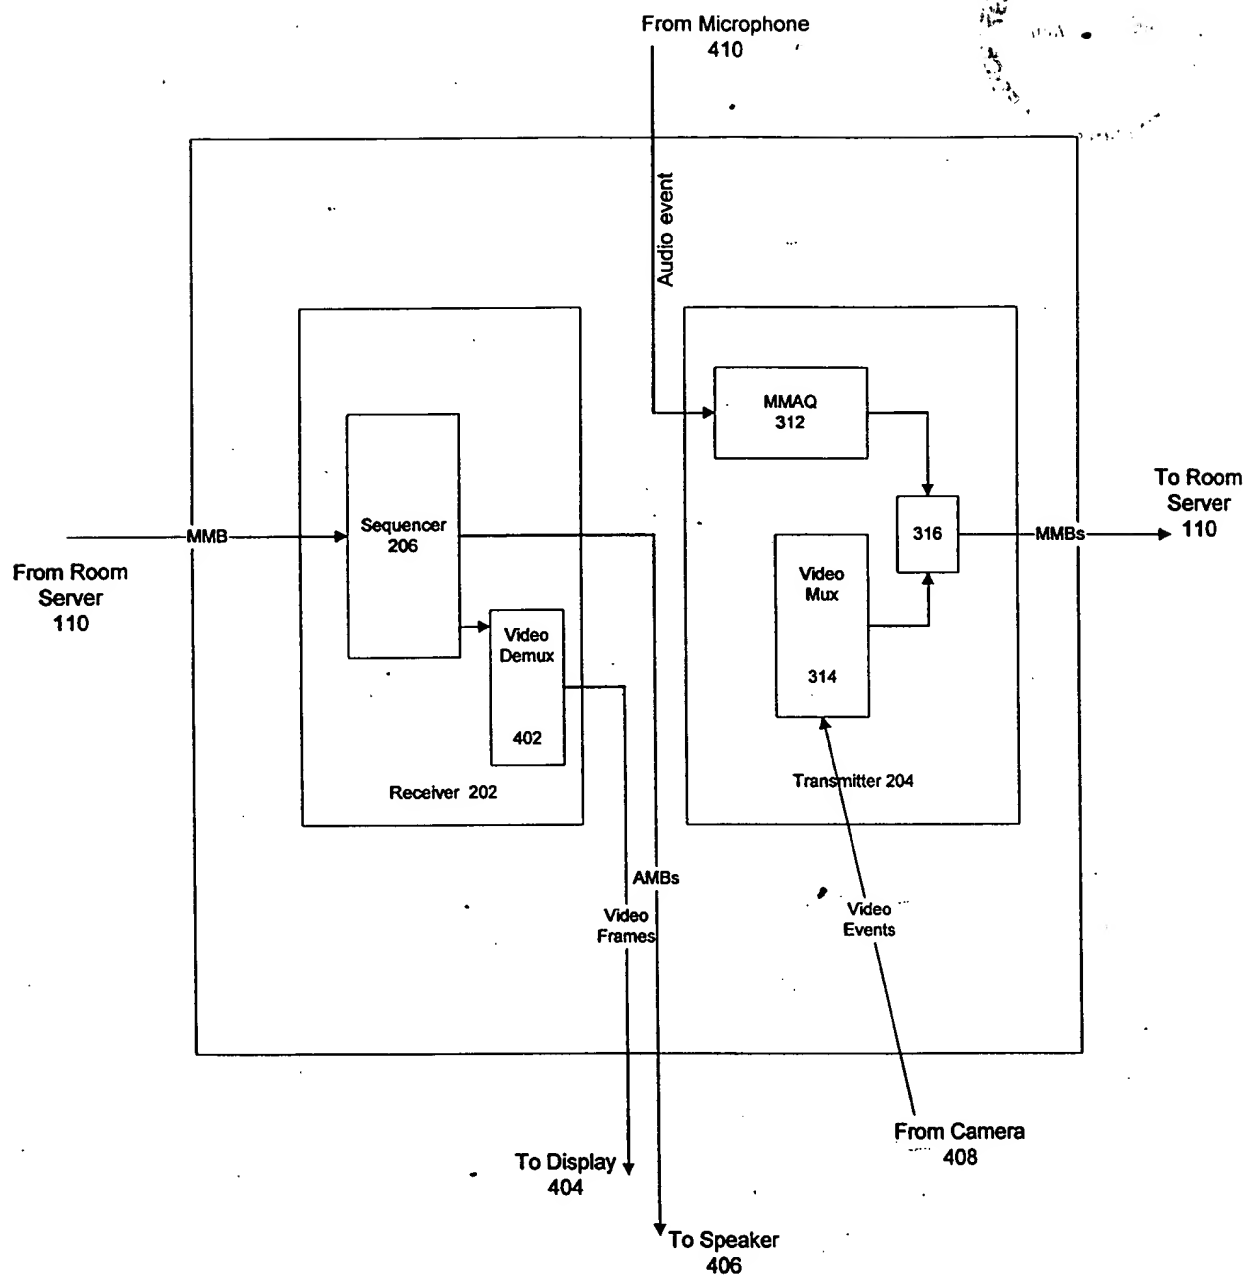 From Microphone
410
Audio event
MMAQ
312
To Room
Server
110
Sequencer
206
MMB
316
MMBs
From Room
Server
110
Video
Mux
314
Video
Demux
402
Transmitter 204
Receiver 202
AMBs
Video
Frames
Video
Events
From Camera
408
To Display
404
To Speaker
406